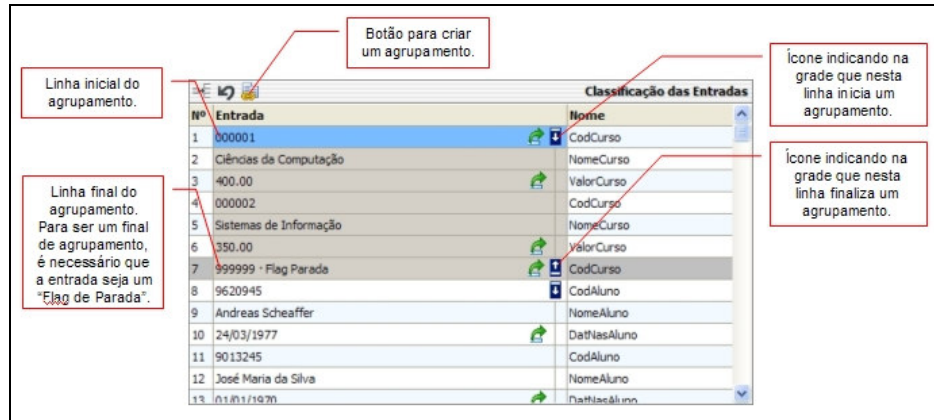 Botão para criar
um agrupamento.
Linha inicial do
agrupamento.
Ícone indicando na
grade que nesta
linha inicia um
agrupamento.
Classificação das Entradas
Nº Entrada Nome
1 000001 CodCurso
2 Ciências da Computação NomeCurso
3 400.00 ValorCurso
4 000002 CodCurso
5 Sistemas de Informação NomeCurso
6 350.00 ValorCurso
7 999999 - Flag Parada CodCurso
8 9620945 CodAluno
9 Andreas Scheaffer NomeAluno
10 24/03/1977 DatNasAluno
11 9013245 CodAluno
12 José Maria da Silva NomeAluno
13 01/01/1970 DatNasAluno
Ícone indicando na
grade que nesta
linha finaliza um
agrupamento.
Linha final do
agrupamento.
Para ser um final
de agrupamento,
é necessário que
a entrada seja um
“Flag de Parada”.